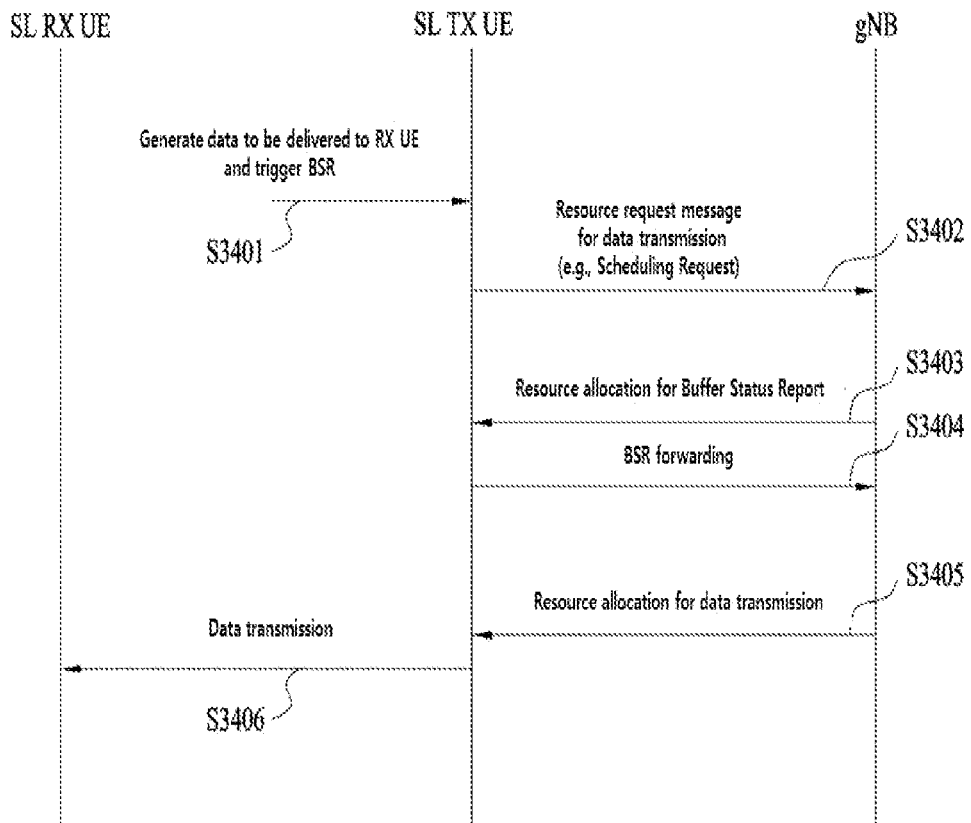 SL RX UE
SL TX UE
gNB
Generate data to be delivered to RX UE
and trigger BSR
S3401
Resource request message
for data transmission
(e.g., Scheduling Request)
S3402
S3403
Resource allocation for Buffer Status Report
S3404
BSR forwarding
S3405
Resource allocation for data transmission
Data transmission
S3406